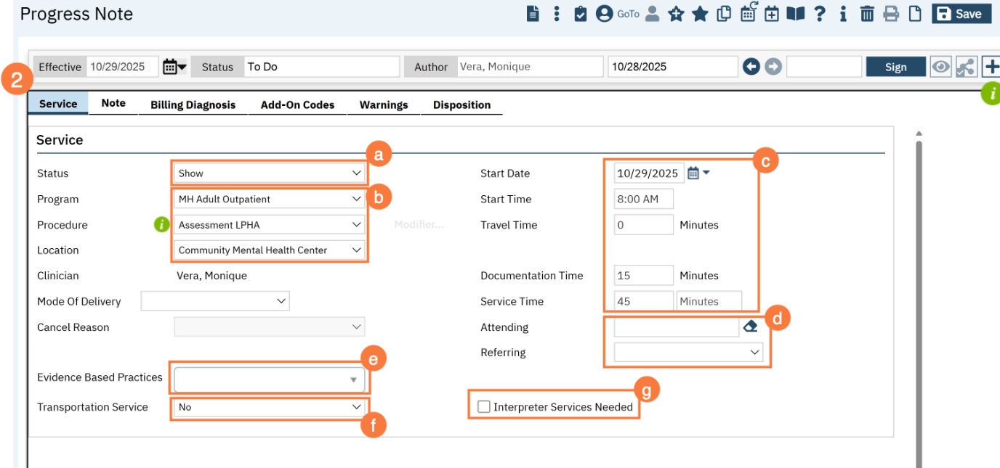 Progress Note
GoTo
Save
2
Effective 10/29/2025 Status To Do Author Vera, Monique 10/28/2025 Sign
Service Note Billing Diagnosis Add-On Codes Warnings Disposition
Service
a
c
Status Show Start Date 10/29/2025
b
Program MH Adult Outpatient Start Time 8:00 AM
Procedure i Assessment LPHA Modifier... Travel Time 0 Minutes
Location Community Mental Health Center
Clinician Vera, Monique Documentation Time 15 Minutes
Mode Of Delivery Service Time 45 Minutes
d
Cancel Reason Attending
Referring
e
Evidence Based Practices
g
Transportation Service No Interpreter Services Needed
f